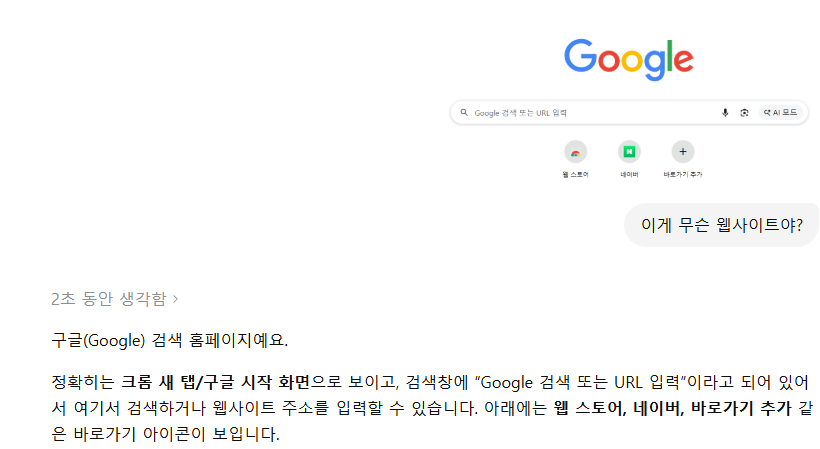 Google
Google 검색 또는 URL 입력
AI 모드
웹 스토어
네이버
바로가기 추가
이게 무슨 웹사이트야?
2초 동안 생각함 >
구글(Google) 검색 홈페이지예요.
정확히는 크롬 새 탭/구글 시작 화면으로 보이고, 검색창에 “Google 검색 또는 URL 입력”이라고 되어 있어
서 여기서 검색하거나 웹사이트 주소를 입력할 수 있습니다. 아래에는 웹 스토어, 네이버, 바로가기 추가 같
은 바로가기 아이콘이 보입니다.